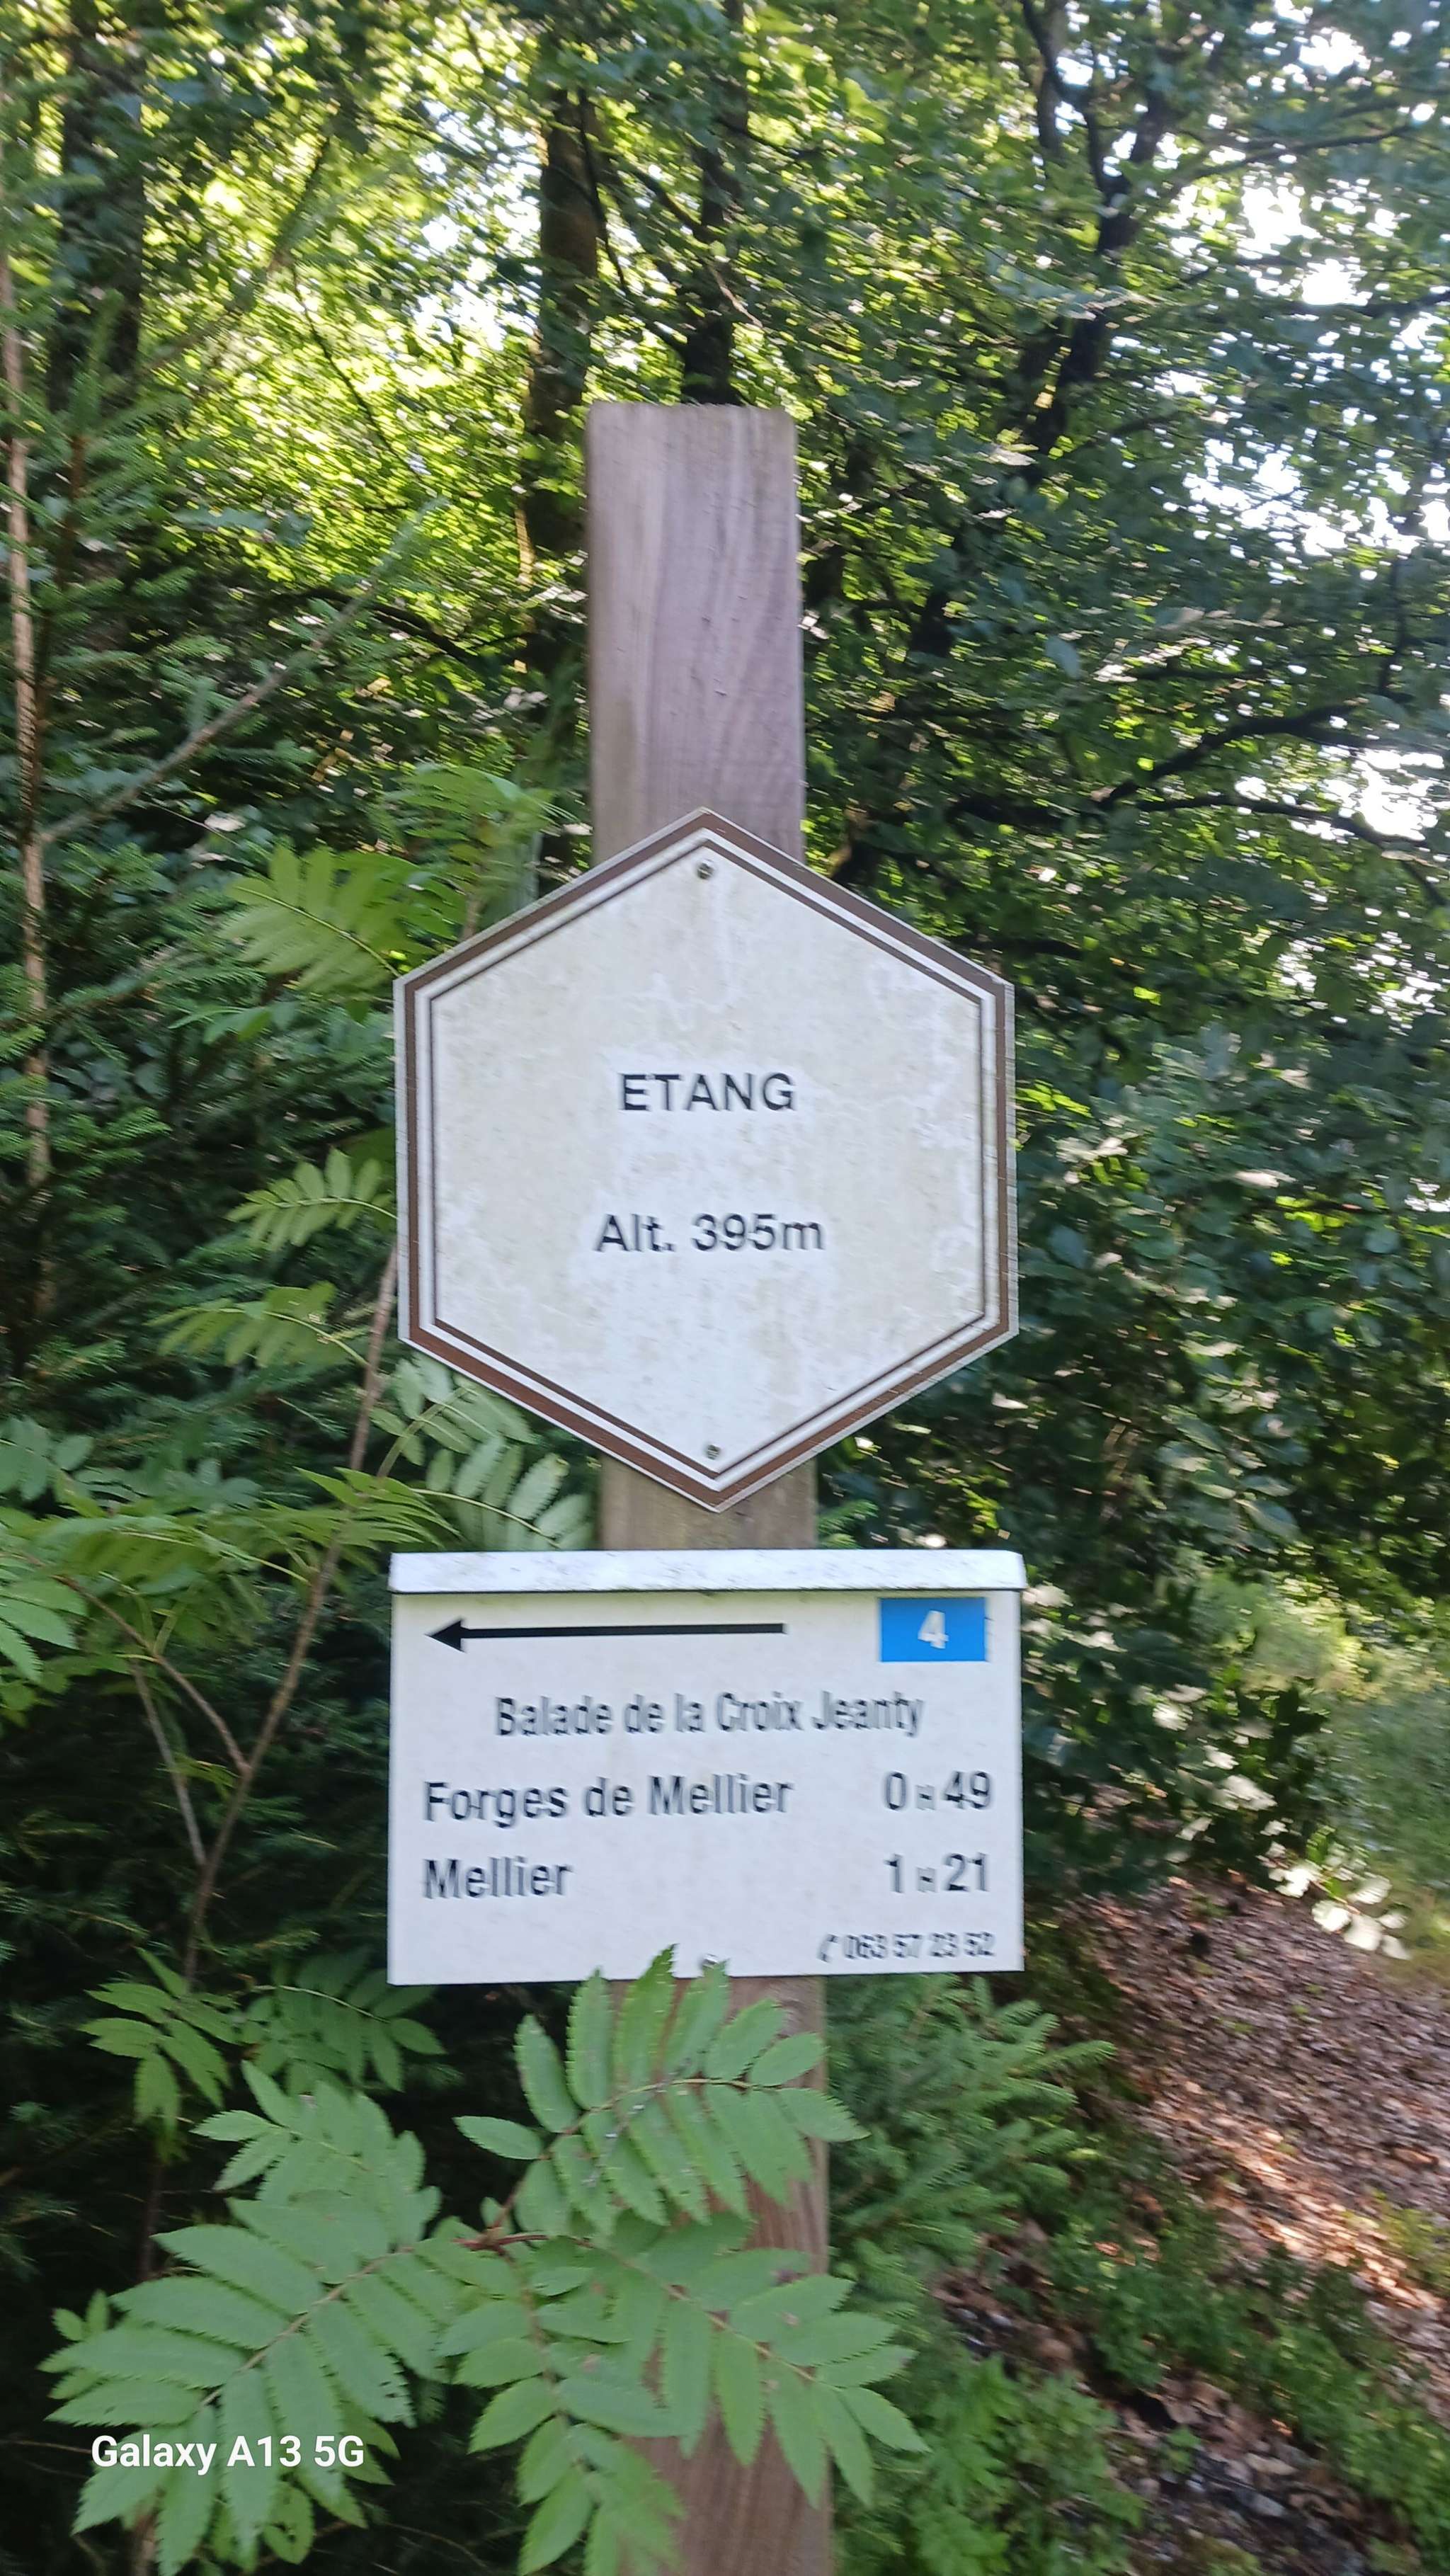 ETANG
Alt. 395m
4
Balade de la Croix Jeanty
Forges de Mellier 0 H 49
Mellier 1 H 21
063 57 23 52
Galaxy A13 5G